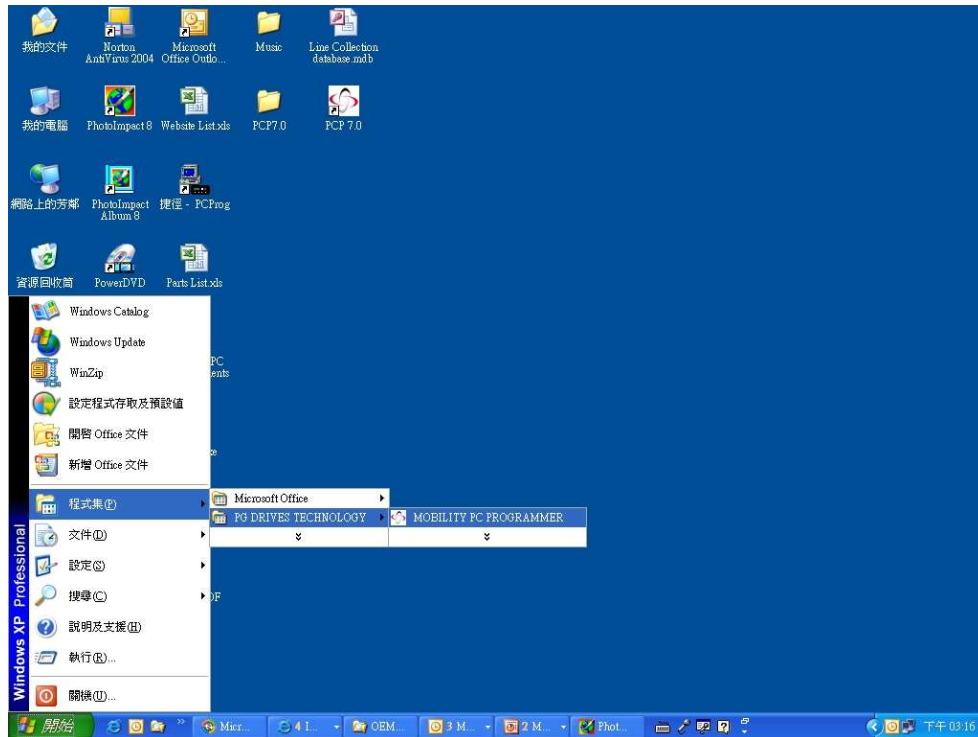 我的文件
Norton AntiVirus 2004
Microsoft Office Outlo...
Music
Line Collection database.mdb
我的電腦
PhotoImpact 8
Website List.xls
PCP7.0
PCP 7.0
網路上的芳鄰
PhotoImpact Album 8
捷徑 - PCProg
資源回收筒
PowerDVD
Parts List.xls
PC
ents
Windows Catalog
Windows Update
WinZip
設定程式存取及預設值
開啓 Office 文件
新增 Office 文件
程式集(P)
文件(D)
設定(S)
搜尋(C)
說明及支援(H)
執行(R)...
關機(U)...
Microsoft Office
PG DRIVES TECHNOLOGY
MOBILITY PC PROGRAMMER
Windows XP Professional
開始
Micr...
4 I...
OEM...
3 M...
2 M...
Phot...
下午 03:16